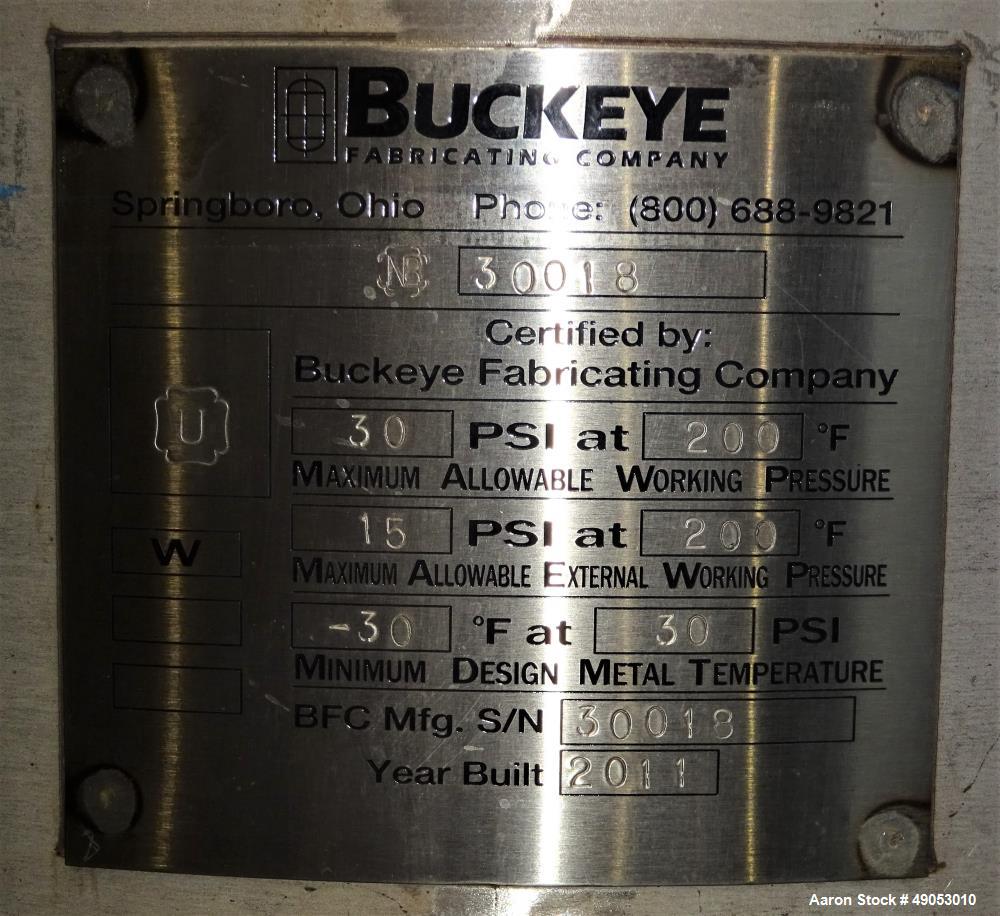 BUCKEYE
FABRICATING COMPANY
Springboro, Ohio Phone: (800) 688-9821
NB 30018
Certified by:
Buckeye Fabricating Company
U
30 PSI at 200 °F
MAXIMUM ALLOWABLE WORKING PRESSURE
15 PSI at 200 °F
W
MAXIMUM ALLOWABLE EXTERNAL WORKING PRESSURE
-30 °F at 30 PSI
MINIMUM DESIGN METAL TEMPERATURE
BFC Mfg. S/N 30018
Year Built 2011
Aaron Stock # 49053010